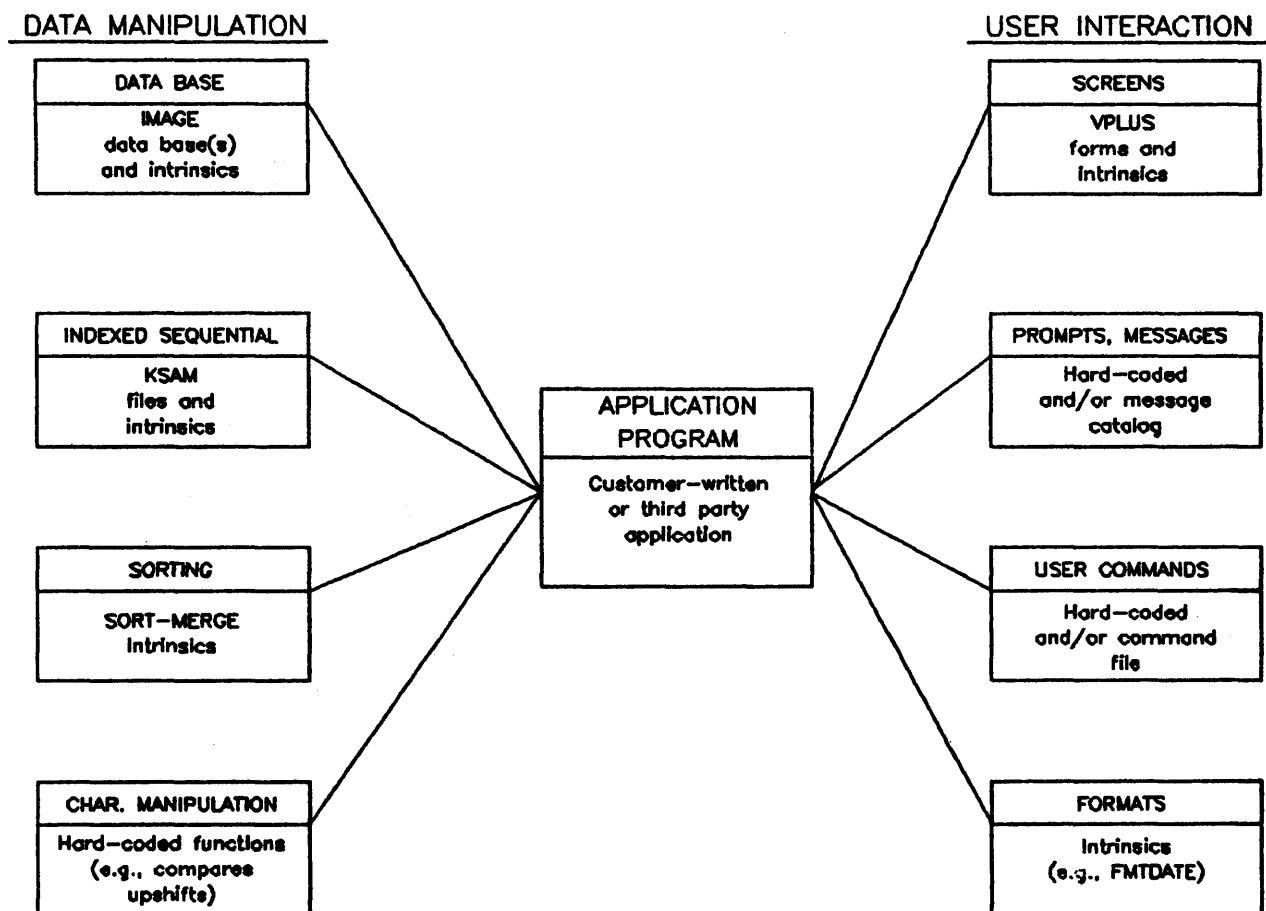 DATA MANIPULATION
DATA BASE
IMAGE
data base(s)
and intrinsics
INDEXED SEQUENTIAL
KSAM
files and
intrinsics
SORTING
SORT-MERGE
Intrinsics
CHAR. MANIPULATION
Hard-coded functions
(e.g., compares
upshifts)
APPLICATION
PROGRAM
Customer-written
or third party
application
USER INTERACTION
SCREENS
VPLUS
forms and
intrinsics
PROMPTS, MESSAGES
Hard-coded
and/or message
catalog
USER COMMANDS
Hard-coded
and/or command
file
FORMATS
Intrinsics
(e.g., FMTDATE)